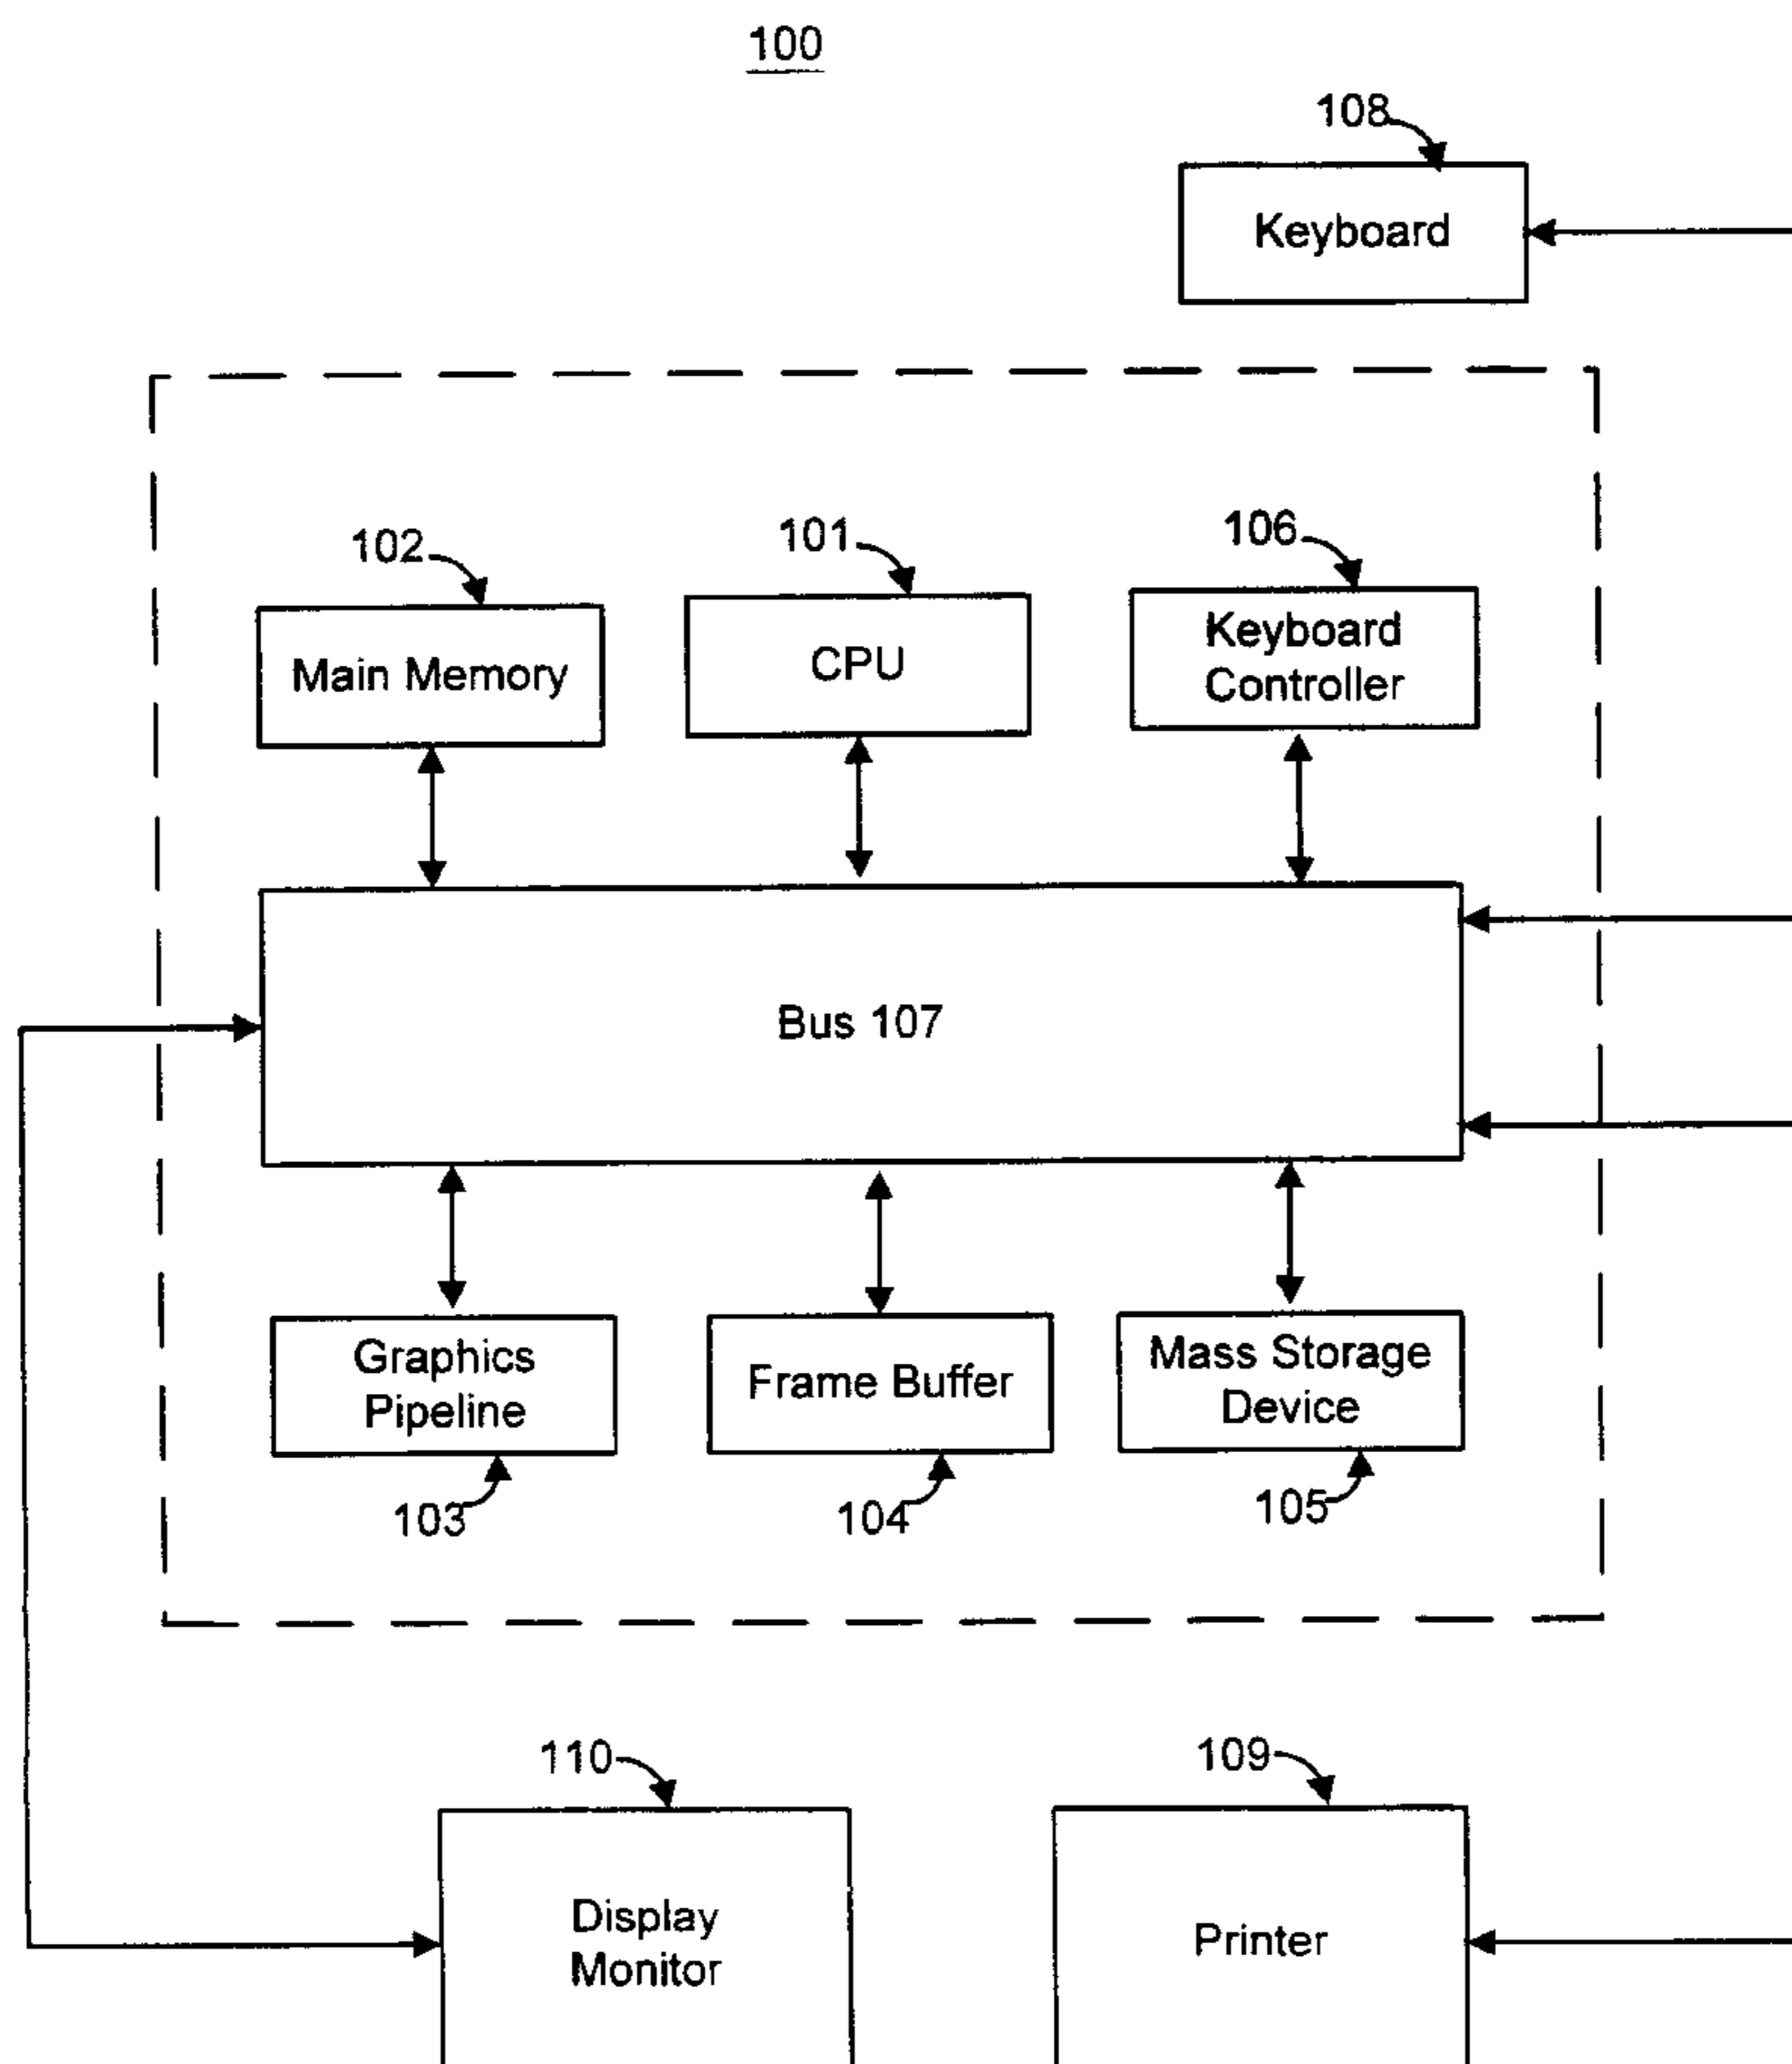 100
108
Keyboard
102
101
106
Main Memory
CPU
Keyboard
Controller
Bus 107
Graphics
Pipeline
Frame Buffer
Mass Storage
Device
103
104
105
110
109
Display
Monitor
Printer